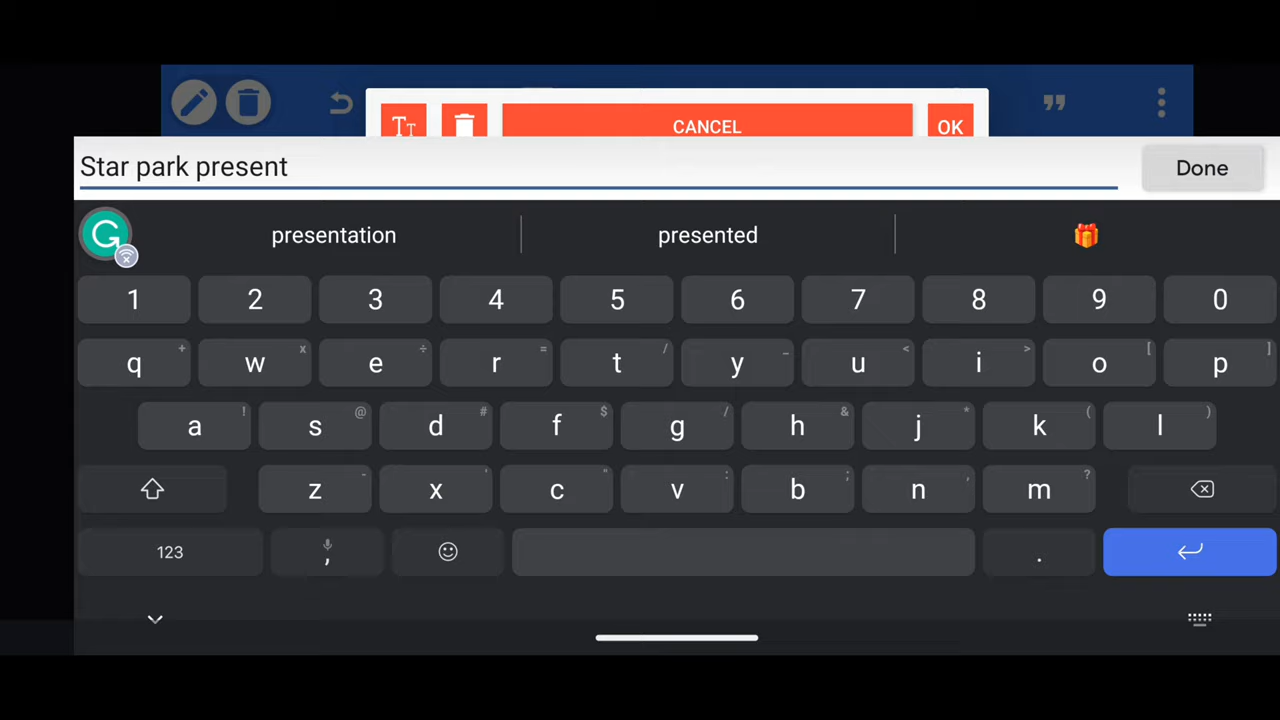 CANCEL
OK
Star park present
Done
presentation presented 🎁
1 2 3 4 5 6 7 8 9 0
q + w x e ÷ r = t / y _ u < i > o [ p ]
a ! s @ d # f $ g / h & j * k ( l )
z - x ' c " v : b ; n , m ?
123 , .